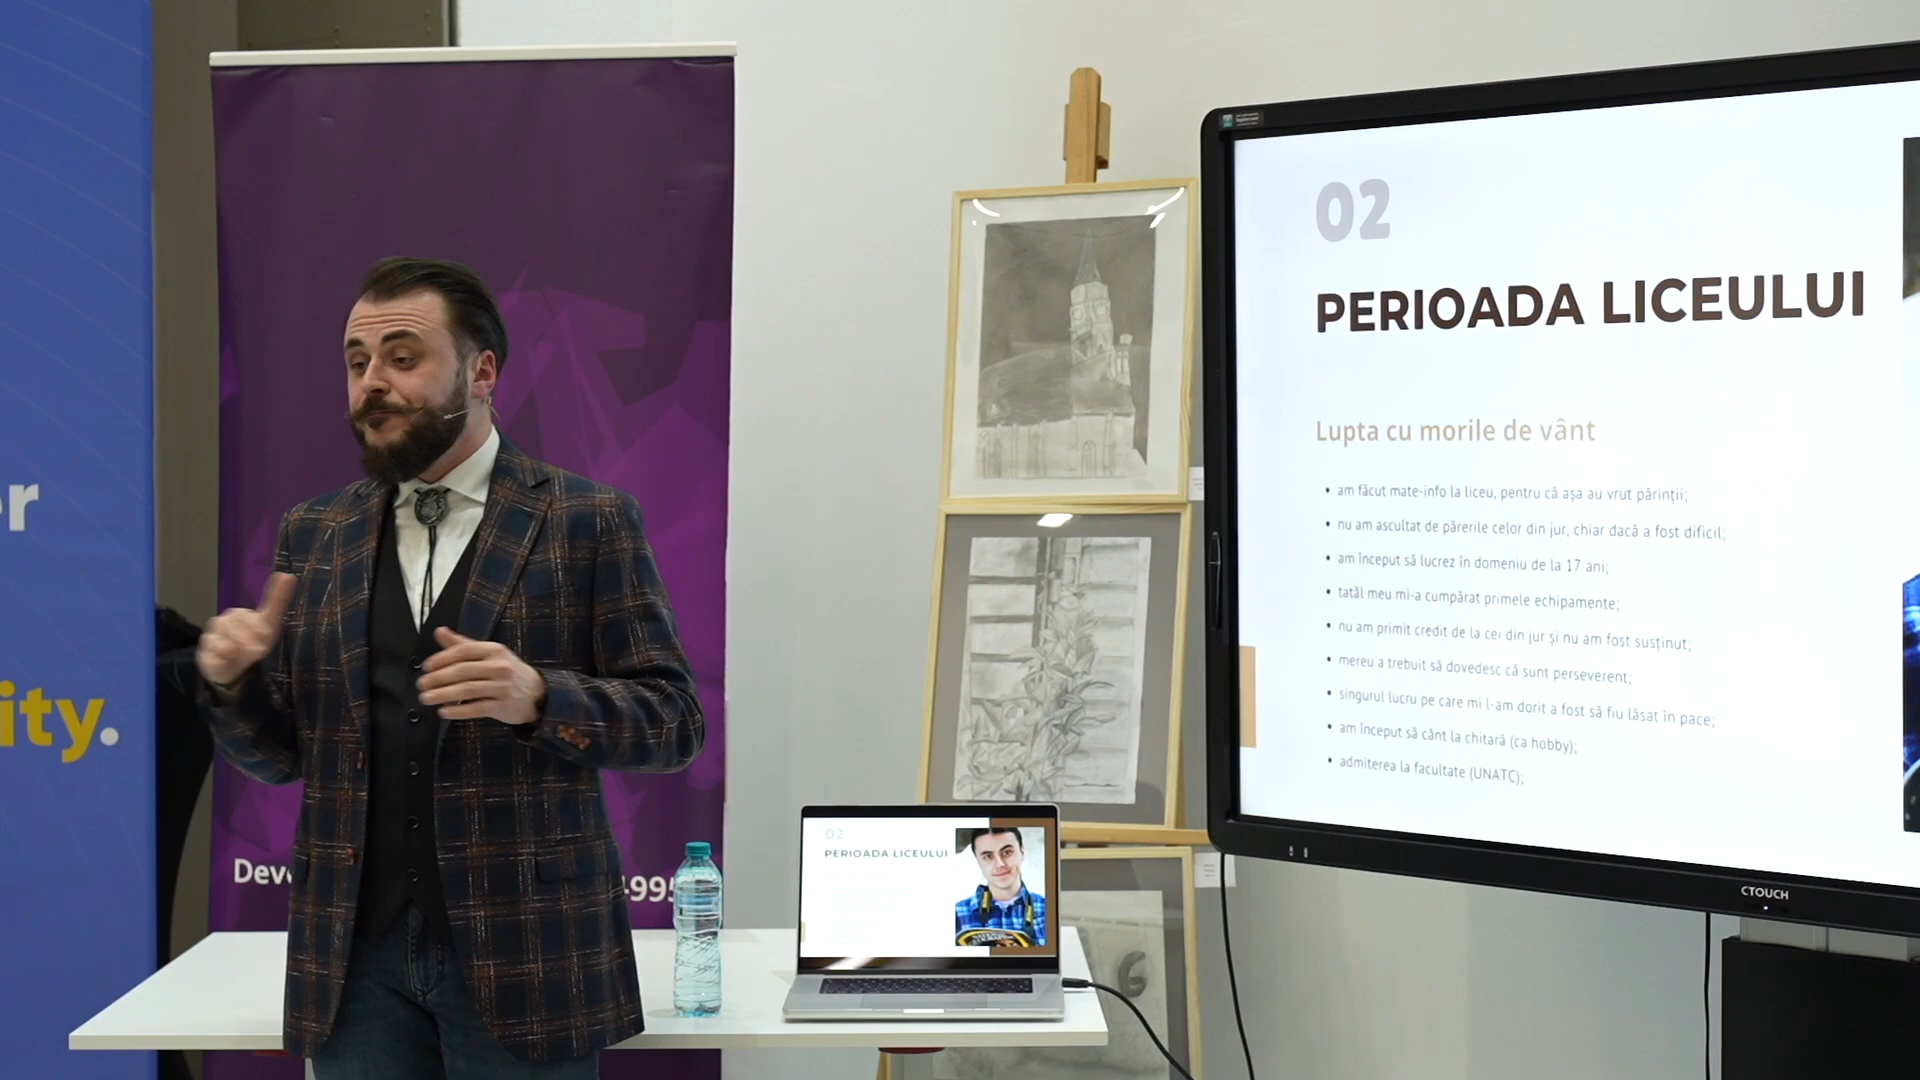 er
ity.
Dev
995
02
PERIOADA LICEULUI
Lupta cu morile de vânt
• am făcut mate-info la liceu, pentru că așa au vrut părinții;
• nu am ascultat de părerile celor din jur, chiar dacă a fost dificil;
• am început să lucrez în domeniu de la 17 ani;
• tatăl meu mi-a cumpărat primele echipamente;
• nu am primit credit de la cei din jur și nu am fost susținut;
• mereu a trebuit să dovedesc că sunt perseverent;
• singurul lucru pe care mi l-am dorit a fost să fiu lăsat în pace;
• am început să cânt la chitară (ca hobby);
• admiterea la facultate (UNATC);
CTOUCH
02
PERIOADA LICEULUI
G